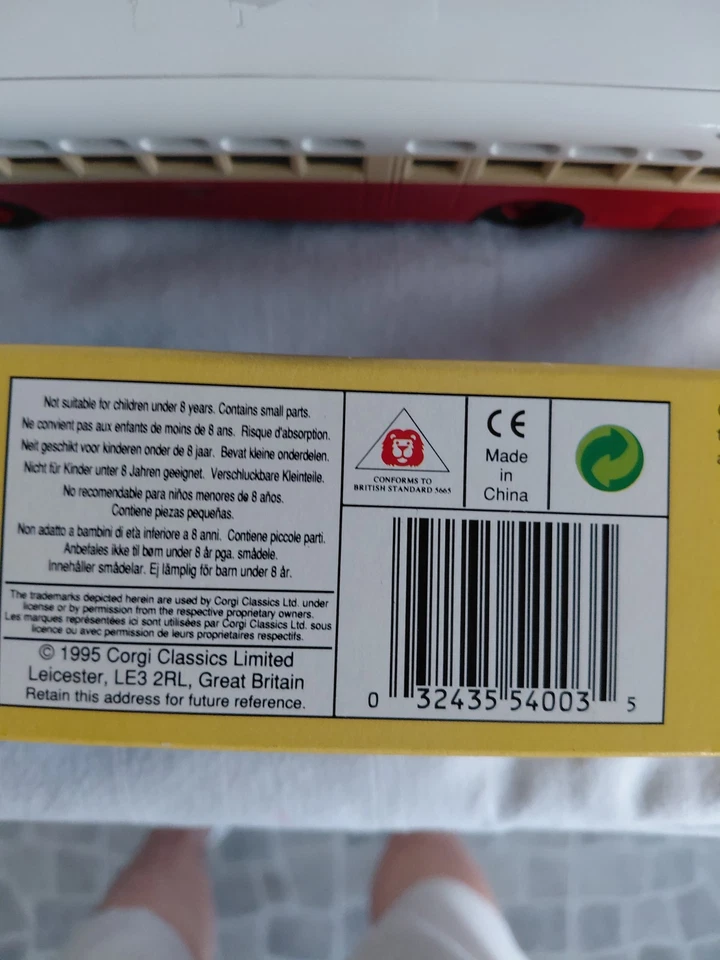 Not suitable for children under 8 years. Contains small parts.
Ne convient pas aux enfants de moins de 8 ans. Risque d'absorption.
Neit geschikt voor kinderen onder de 8 jaar. Bevat kleine onderdelen.
Nicht für Kinder unter 8 Jahren geeignet. Verschluckbare Kleinteile.
No recomendable para niños menores de 8 años.
Contiene piezas pequeñas.
Non adatto a bambini di età inferiore a 8 anni. Contiene piccole parti.
Anbefales ikke til børn under 8 år pga. smådele.
Innehåller smådelar. Ej lämplig för barn under 8 år.
The trademarks depicted herein are used by Corgi Classics Ltd. under
license or by permission from the respective proprietary owners.
Les marques représentées ici sont utilisées par Corgi Classics Ltd. sous
licence ou avec permission de leurs proprietaires respectifs.
© 1995 Corgi Classics Limited
Leicester, LE3 2RL, Great Britain
Retain this address for future reference.
CONFORMS TO
BRITISH STANDARD 5665
CE
Made
in
China
0 32435 54003 5